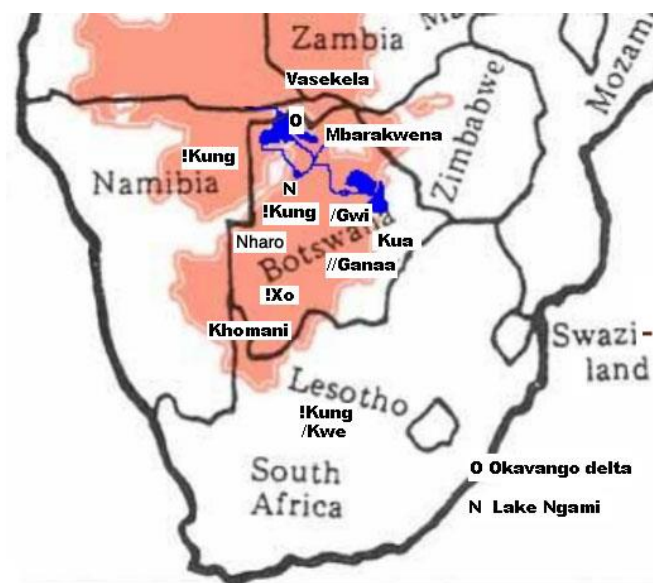 Zambia
Vasekela
Mozam
O
Mbarakwena
Zimbabwe
!Kung
Namibia
N
!Kung
/Gwi
Nharo
Botswana
Kua
//Ganaa
!Xo
Khomani
Swazi-
land
Lesotho
!Kung
/Kwe
South
Africa
O Okavango delta
N Lake Ngami